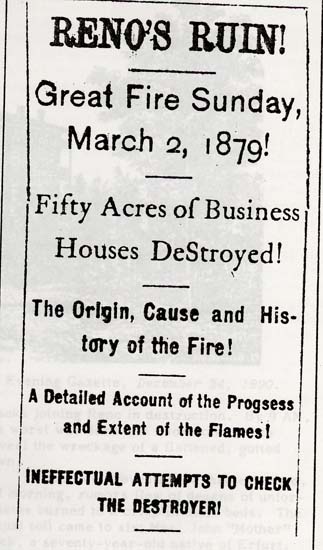 RENO'S RUIN!
Great Fire Sunday,
March 2, 1879!
Fifty Acres of Business
Houses DeStroyed!
The Origin, Cause and His-
tory of the Fire!
A Detailed Account of the Progsess
and Extent of the Flames!
INEFFECTUAL ATTEMPTS TO CHECK
THE DESTROYER!